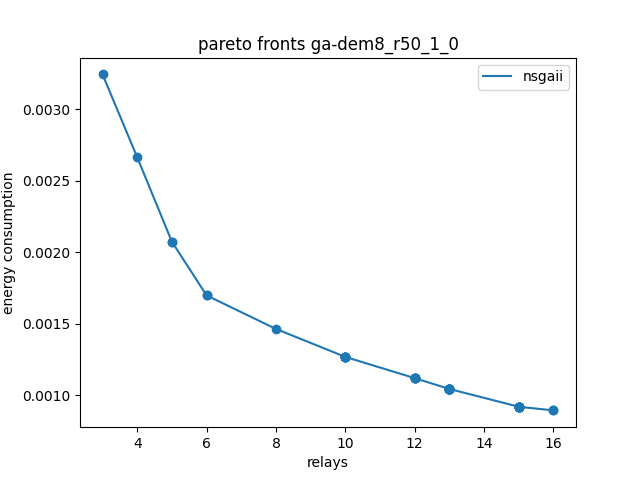 pareto fronts ga-dem8_r50_1_0
nsgaii
energy consumption
0.0030
0.0025
0.0020
0.0015
0.0010
4 6 8 10 12 14 16
relays